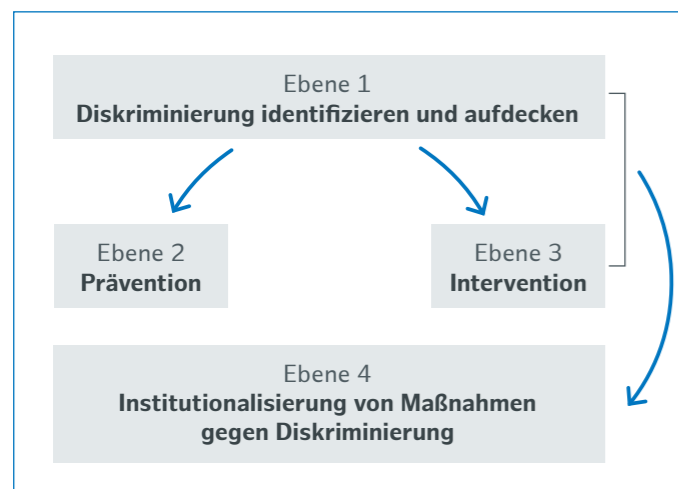 Ebene 1
Diskriminierung identifizieren und aufdecken
Ebene 2
Prävention
Ebene 3
Intervention
Ebene 4
Institutionalisierung von Maßnahmen
gegen Diskriminierung